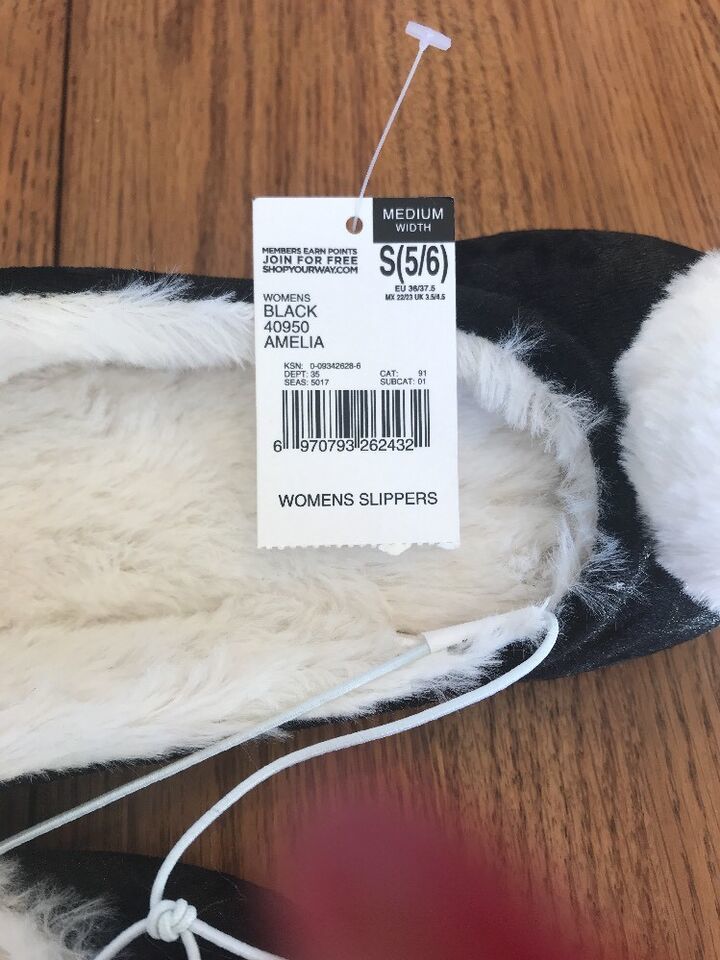 MEDIUM
WIDTH
MEMBERS EARN POINTS
JOIN FOR FREE
SHOPYOURWAY.COM
S(5/6)
EU 36/37.5
MX 22/23 UK 3.5/4.5
WOMENS
BLACK
40950
AMELIA
KSN: 0-09342628-6
DEPT: 35 CAT: 91
SEAS: 5017 SUBCAT: 01
6 970793 262432
WOMENS SLIPPERS